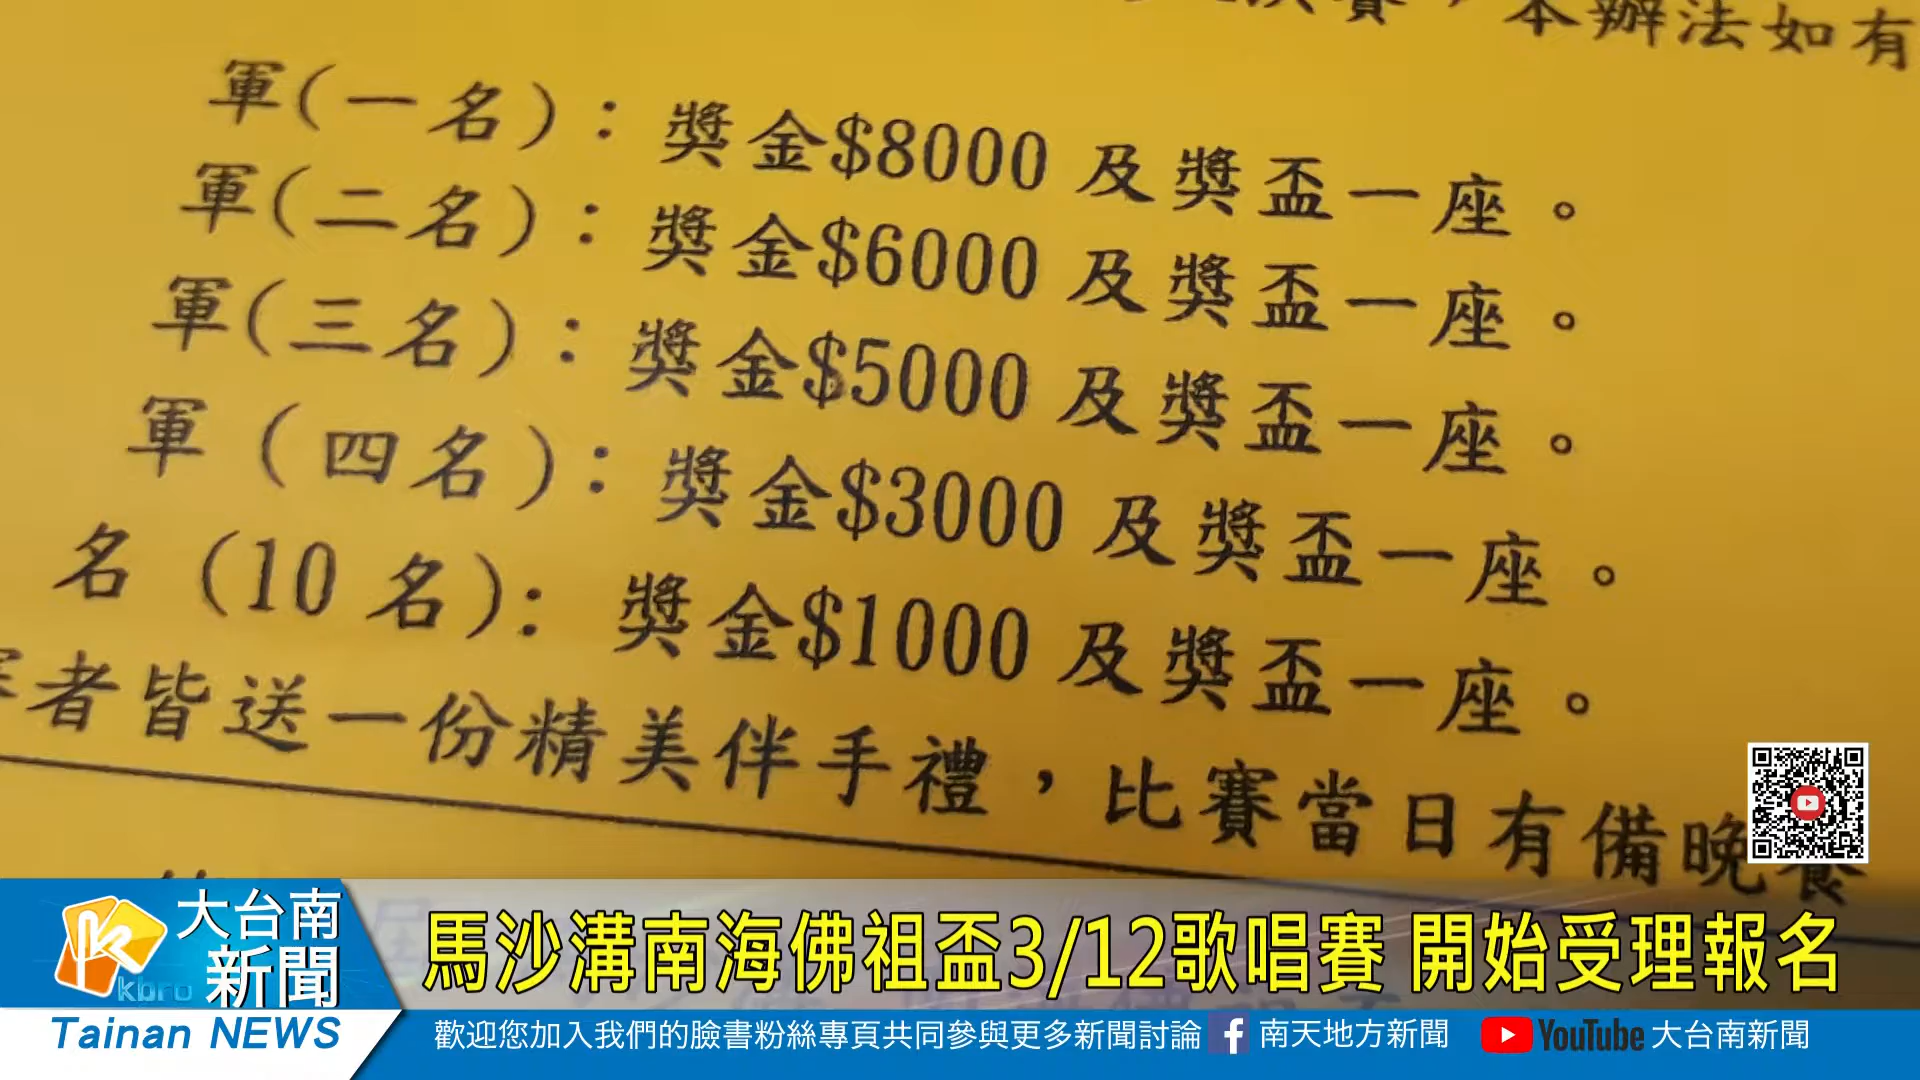 本辦法如有
軍(一名)：獎金$8000及獎盃一座。
軍(二名)：獎金$6000及獎盃一座。
軍(三名)：獎金$5000及獎盃一座。
軍(四名)：獎金$3000及獎盃一座。
名(10名)：獎金$1000及獎盃一座。
者皆送一份精美伴手禮，比賽當日有備晚餐
大台南新聞
kbro
Tainan NEWS
馬沙溝南海佛祖盃3/12歌唱賽 開始受理報名
歡迎您加入我們的臉書粉絲專頁共同參與更多新聞討論 南天地方新聞 YouTube 大台南新聞